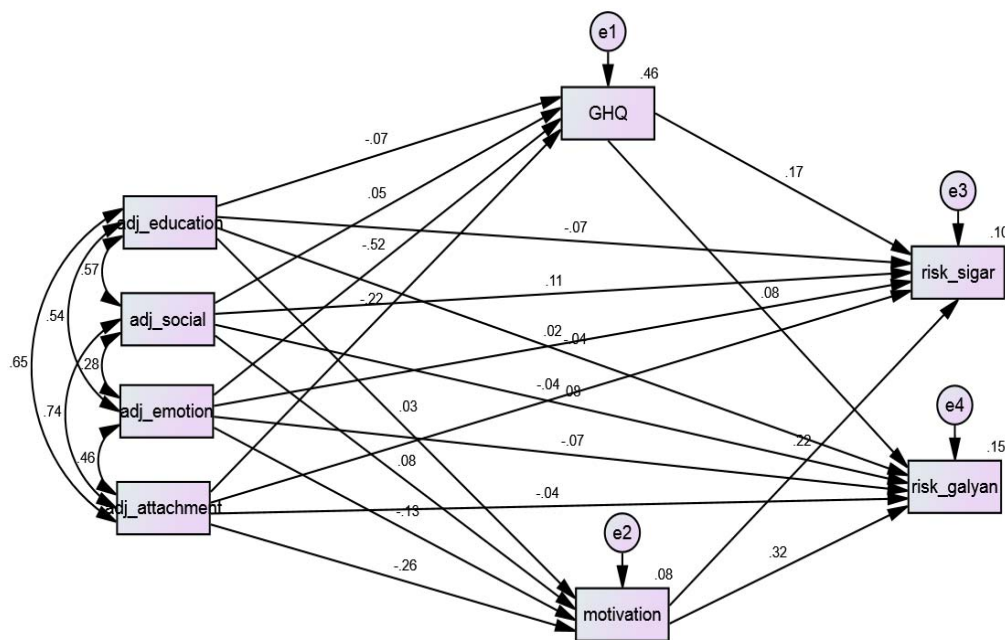 e1
.46
GHQ
-.07
.17
e3
.05
.10
adj_education
-.52
-.07
risk_sigar
.57
-.22
.11
.08
adj_social
.54
.02
-.04
.65
.28
-.04
e4
adj_emotion
.08
.74
.03
.22
.15
-.07
.46
.08
risk_galyan
adj_attachment
-.04
-.13
e2
.32
-.26
.08
motivation